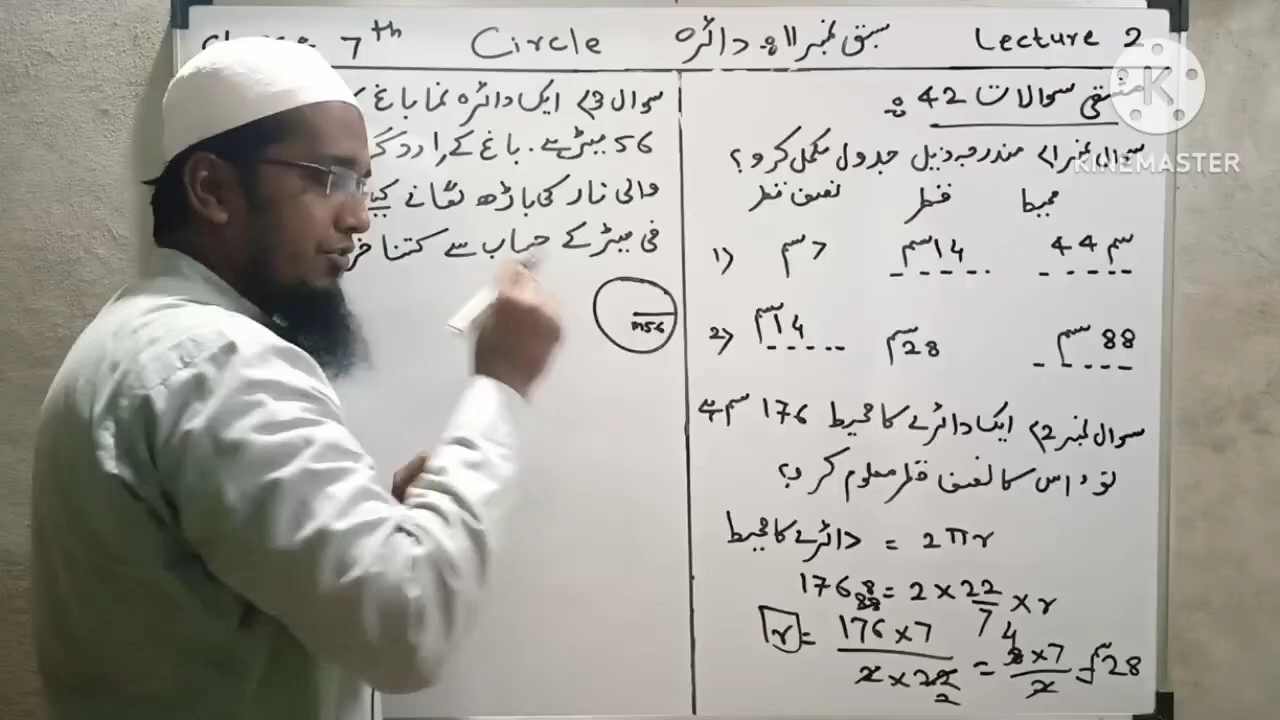 7th Circle سبق نمبر 11: دائرہ Lecture 2
مشقی سوالات 42 :
سوال نمبر 1) مندرجہ ذیل جدول مکمل کرو؟
نصف قطر قطر محیط
1) 7 سم 14 سم 44 سم
2) 14 سم 28 سم 88 سم
سوال نمبر 2) ایک دائرے کا محیط 176 سم ہے
تو اس کا نصف قطر معلوم کرو؟
دائرے کا محیط = 2πr
176 = 2 × 22/7 × r
r = 176 × 7 / 2 × 22 = 8 × 7 / 2 = 28 سم
سوال 3) ایک دائرہ نما باغ
56 میٹر ہے. باغ کے
والی تار کی باڑھ لگانے
فی میٹر کے حساب سے کتنا
m56
KINEMASTER